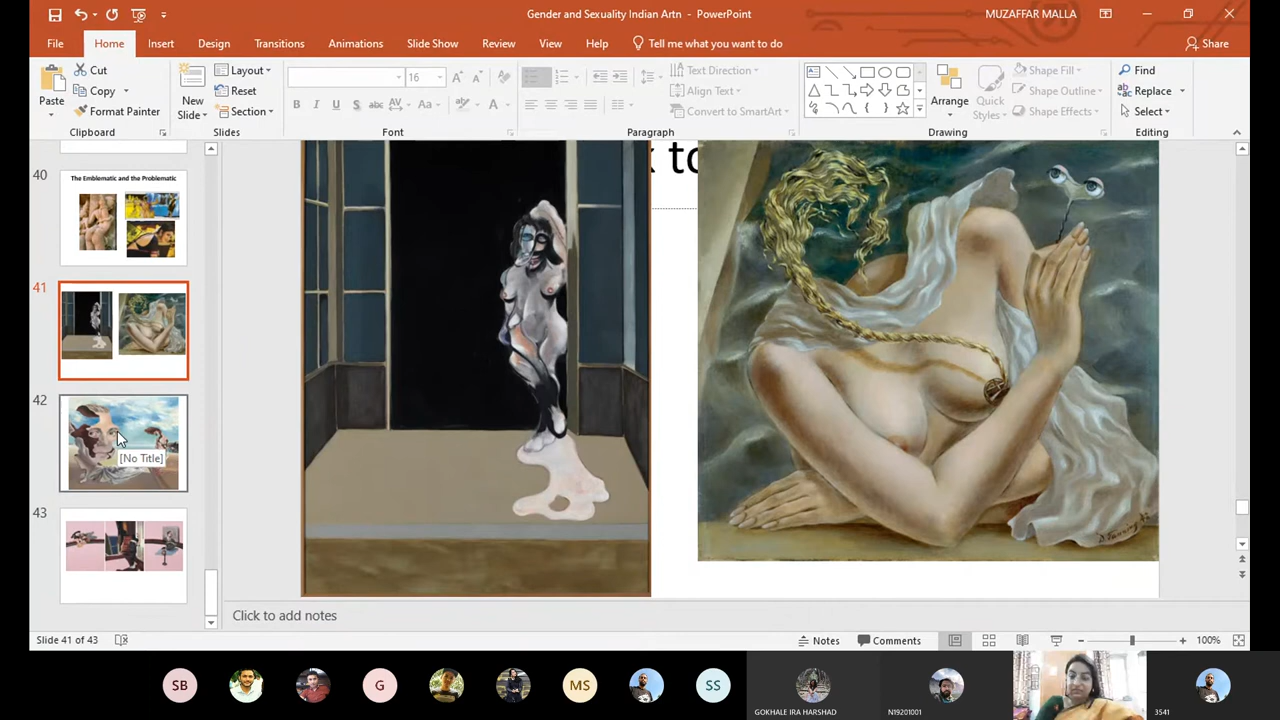 Gender and Sexuality Indian Artn - PowerPoint
MUZAFFAR MALLA
File Home Insert Design Transitions Animations Slide Show Review View Help Tell me what you want to do Share
Paste
Cut
Copy
Format Painter
Clipboard
New
Slide
Layout
Reset
Section
Slides
16
Font
Paragraph
Text Direction
Align Text
Convert to SmartArt
Arrange
Quick
Styles
Shape Fill
Shape Outline
Shape Effects
Drawing
Find
Replace
Select
Editing
40
The Emblematic and the Problematic
41
42
[No Title]
43
Click to add notes
Slide 41 of 43
Notes
Comments
100%
SB
G
MS
SS
GOKHALE IRA HARSHAD
N19201001
3541